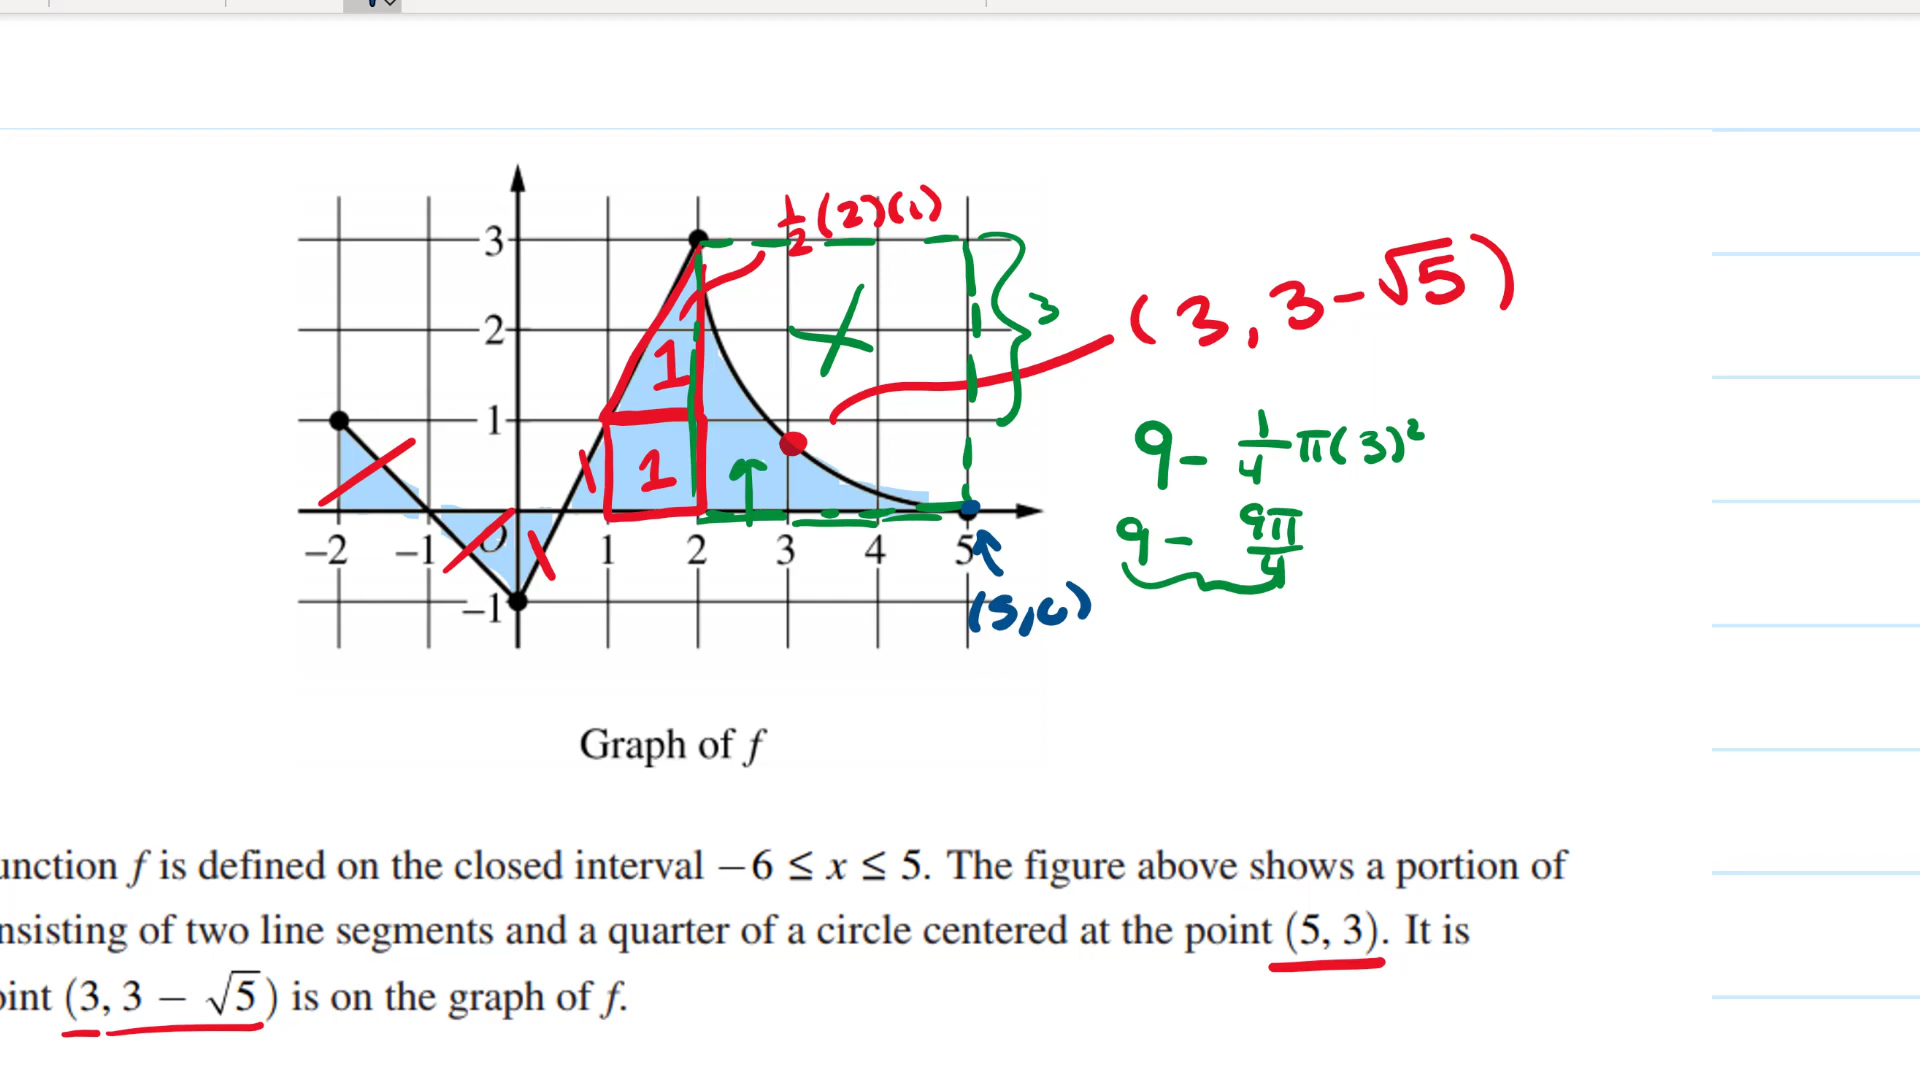 1/2 (2)(1)
3
3
(3, 3-√5)
2
1
1
1
9 - 1/4 π(3)²
9 - 9π/4
−2 −1 O 1 2 3 4 5
−1
(5,0)
Graph of f
unction f is defined on the closed interval −6 ≤ x ≤ 5. The figure above shows a portion of
nsisting of two line segments and a quarter of a circle centered at the point (5, 3). It is
oint (3, 3 − √5) is on the graph of f.